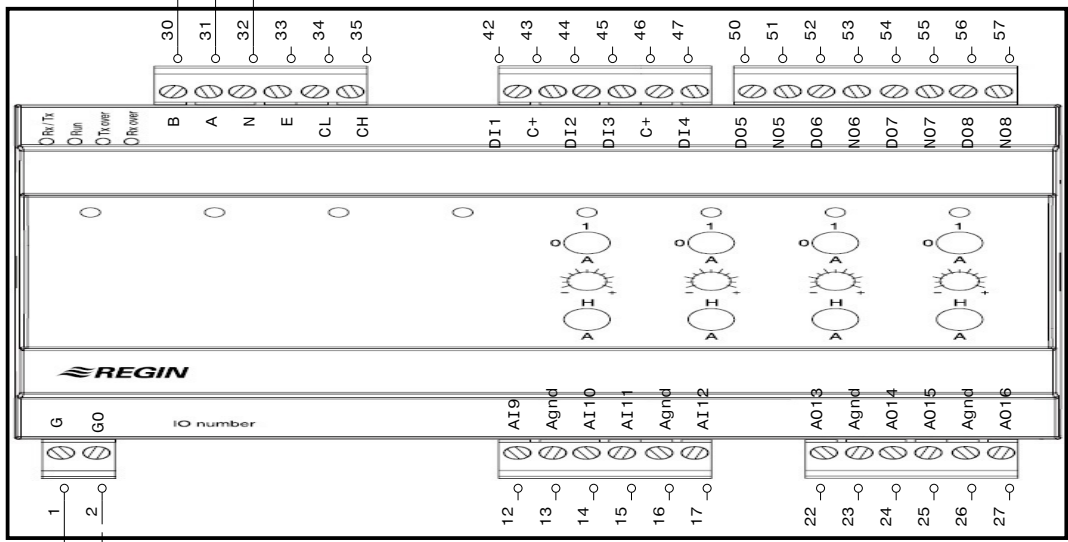 30 31 32 33 34 35 42 43 44 45 46 47 50 51 52 53 54 55 56 57
Rx / Tx
Run
Tx over
Rx over
B A N E CL CH DI1 C+ DI2 DI3 C+ DI4 DO5 NO5 DO6 NO6 DO7 NO7 DO8 NO8
1 1 1 1
0 0 0 0
A A A A
- + - + - + - +
H H H H
A A A A
REGIN
G G0 IO number AI9 Agnd AI10 AI11 Agnd AI12 AO13 Agnd AO14 AO15 Agnd AO16
1 2 12 13 14 15 16 17 22 23 24 25 26 27